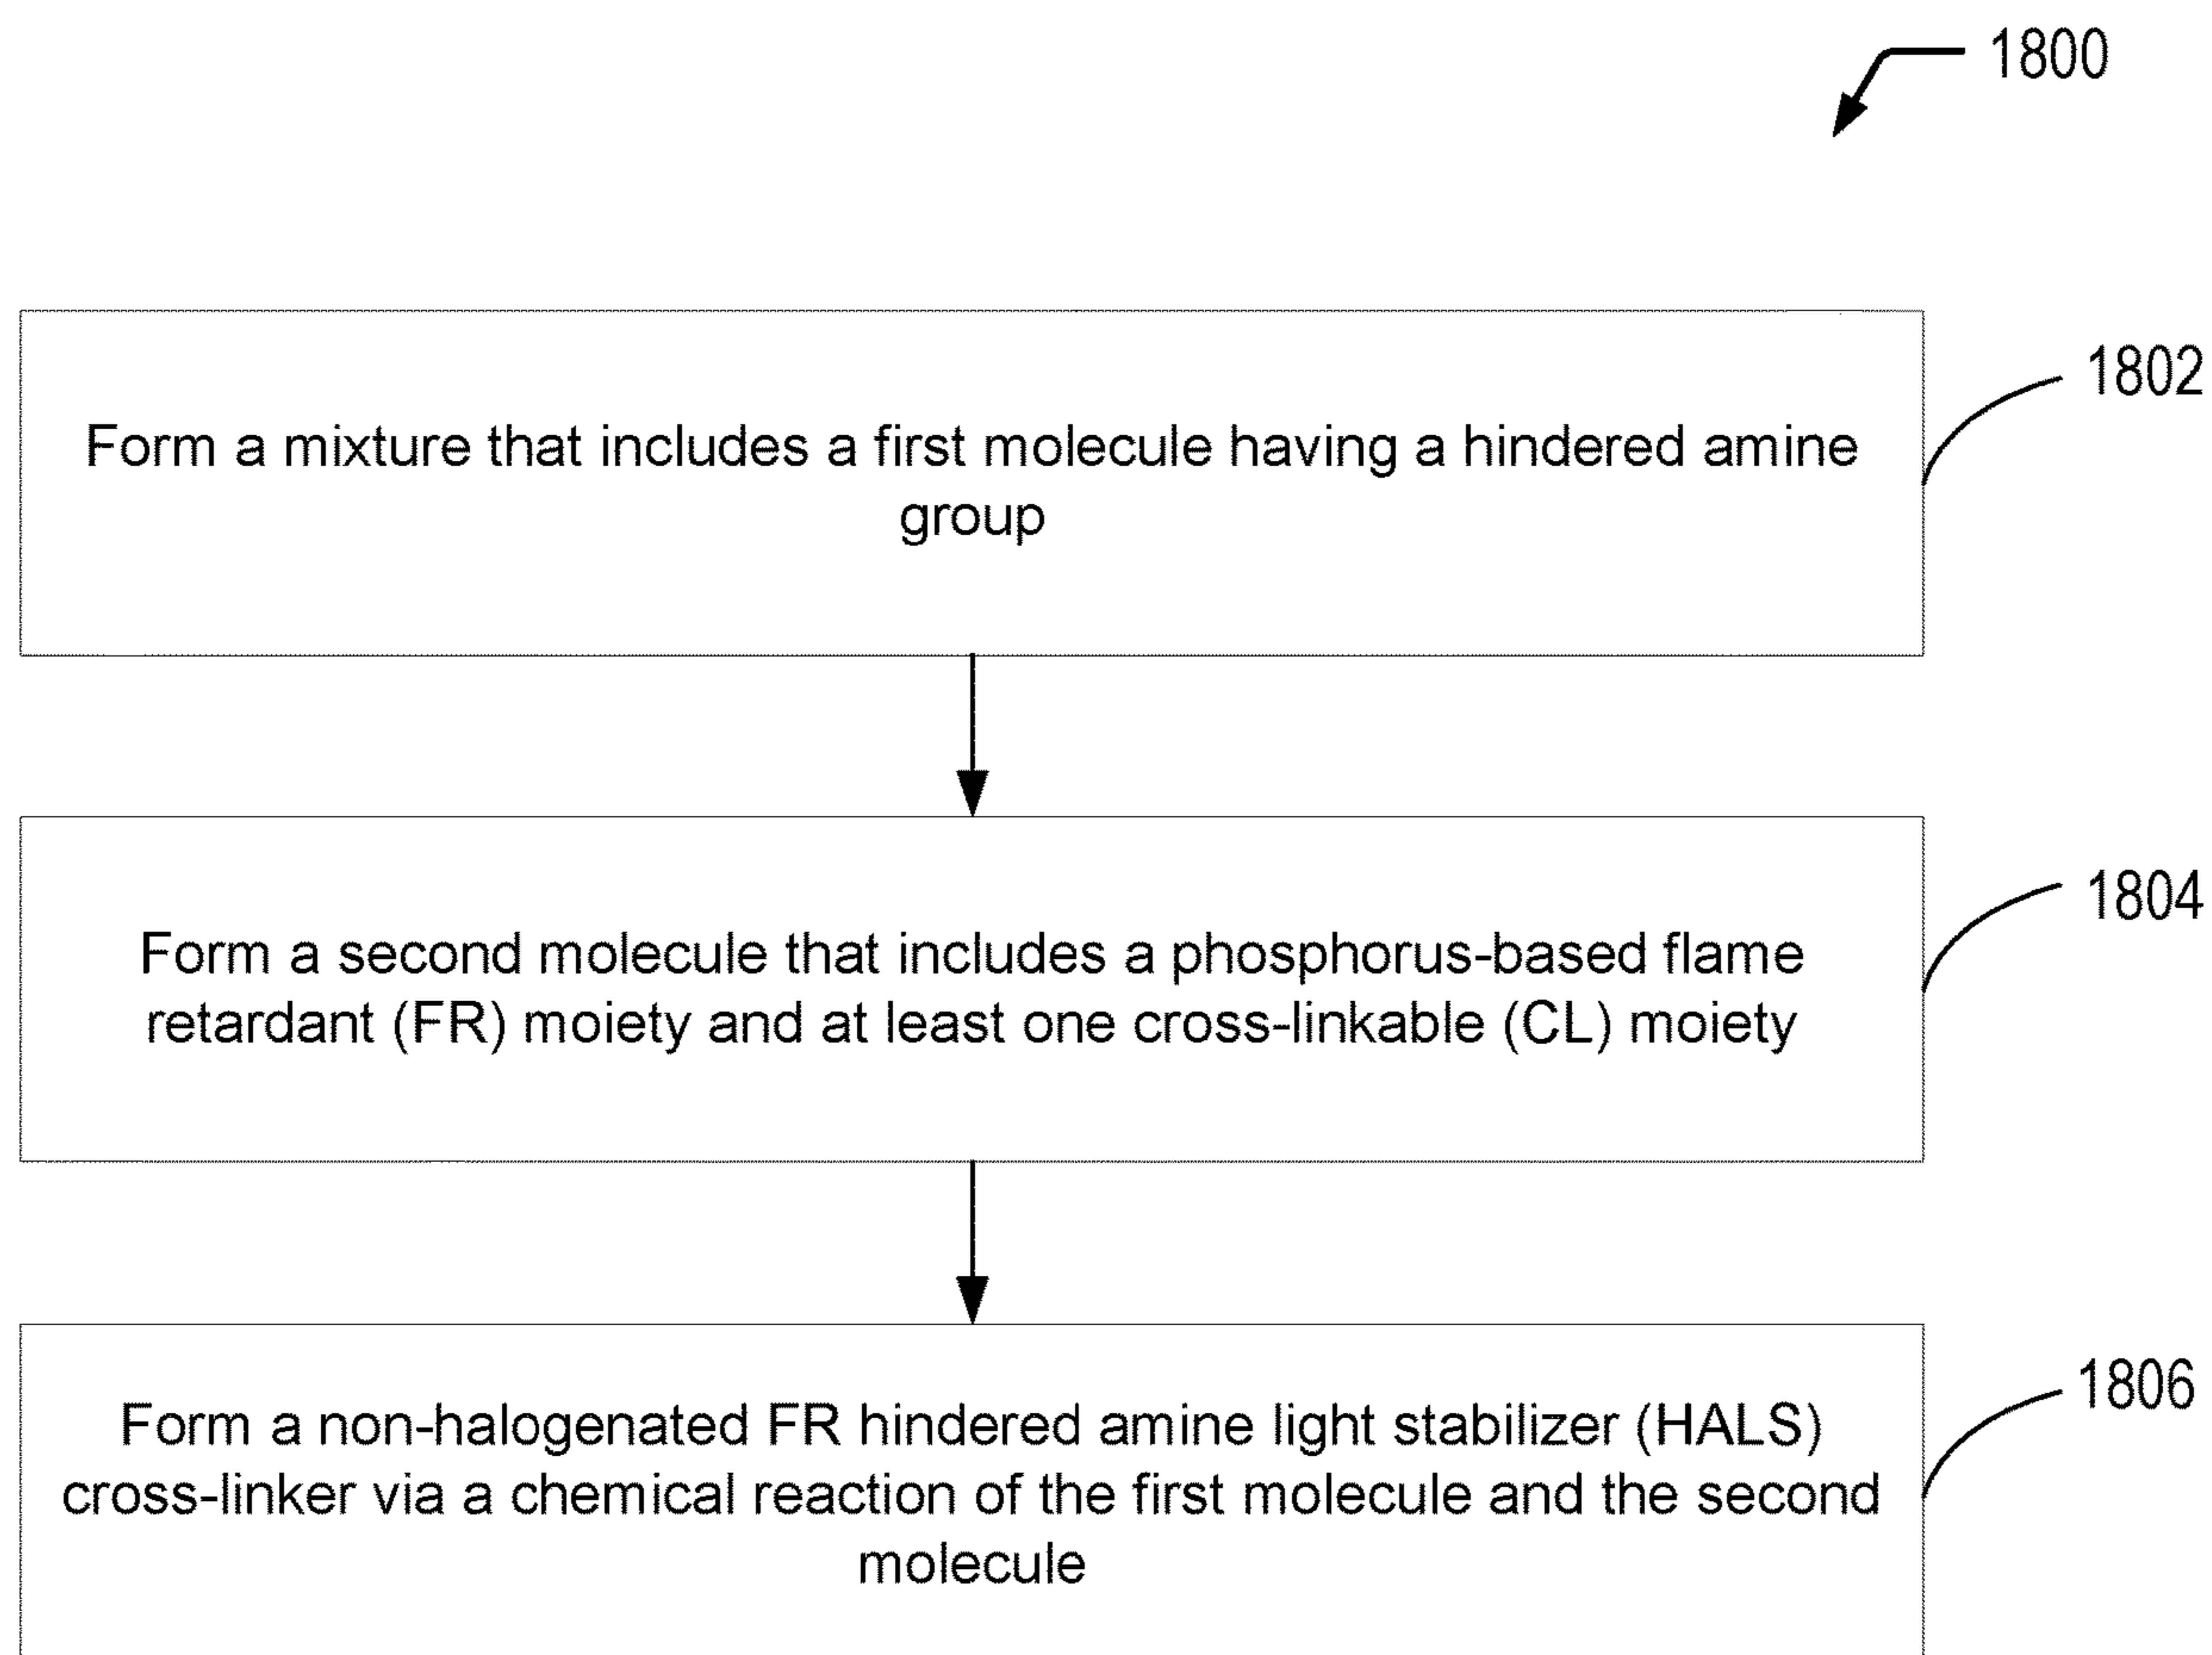 1800
Form a mixture that includes a first molecule having a hindered amine
group
1802
Form a second molecule that includes a phosphorus-based flame
retardant (FR) moiety and at least one cross-linkable (CL) moiety
1804
Form a non-halogenated FR hindered amine light stabilizer (HALS)
cross-linker via a chemical reaction of the first molecule and the second
molecule
1806